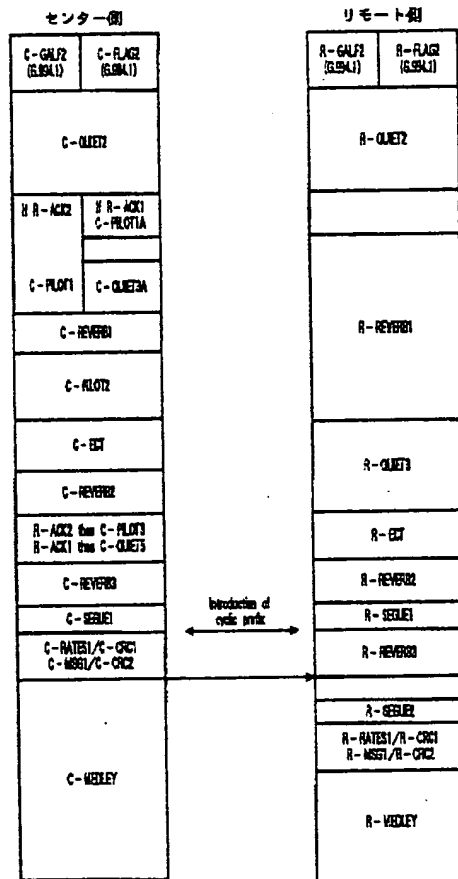 センター側
C-GALF2
(G.994.1)
C-FLAG2
(G.994.1)
C-QUIET2
If R-ACK2
If R-ACK1
C-PILOT1A
C-PILOT1
C-QUIET3A
C-REVERB1
C-PILOT2
C-ECT
C-REVERB2
R-ACK2 then C-PILOT3
R-ACK1 then C-QUIET5
C-REVERB3
C-SEGUE1
C-RATES1/C-CRC1
C-MSG1/C-CRC2
C-MEDLEY
Introduction of
cyclic prefix
リモート側
R-GALF2
(G.994.1)
R-FLAG2
(G.994.1)
R-QUIET2
R-REVERB1
R-QUIET3
R-ECT
R-REVERB2
R-SEGUE1
R-REVERB3
R-SEGUE2
R-RATES1/R-CRC1
R-MSG1/R-CRC2
R-MEDLEY